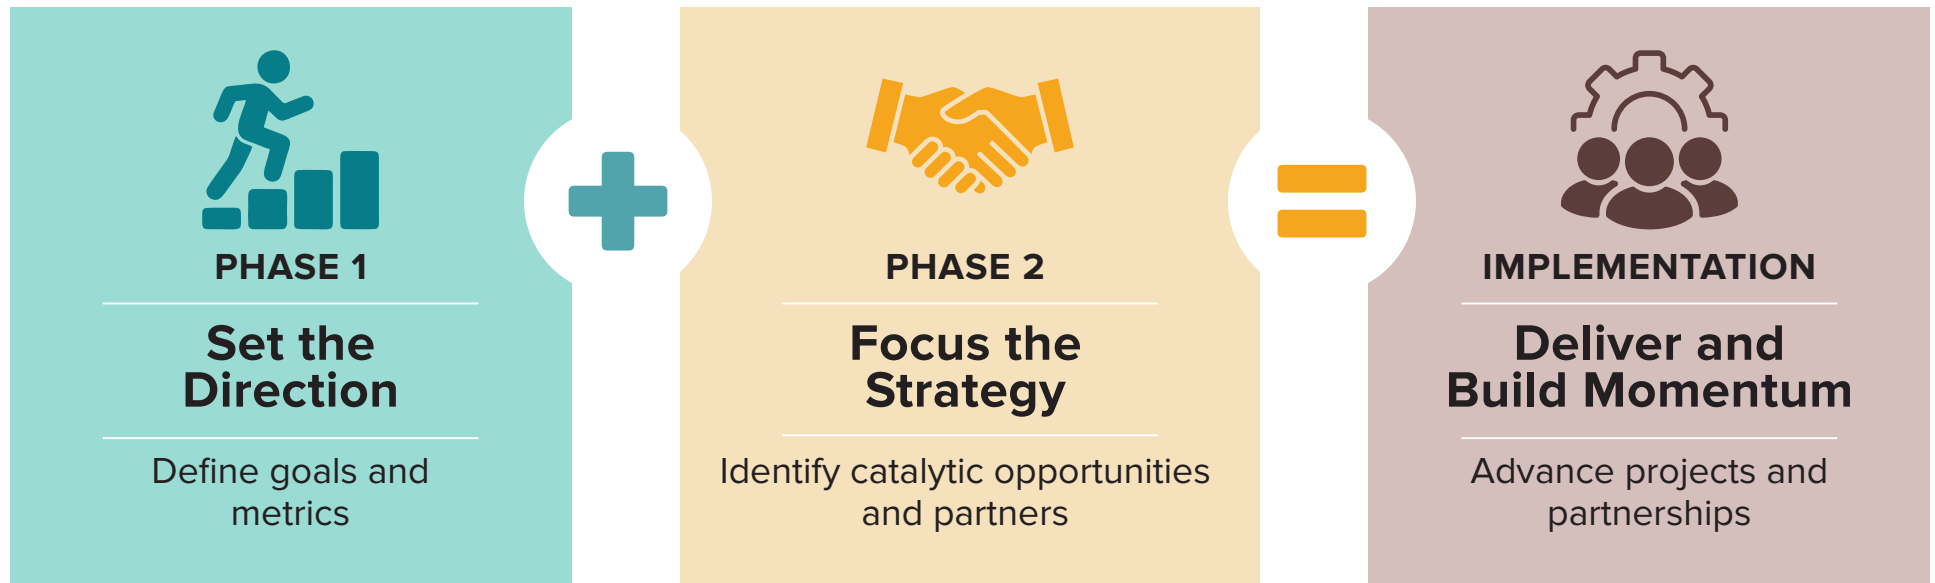 PHASE 1
Set the
Direction
Define goals and
metrics
PHASE 2
Focus the
Strategy
Identify catalytic opportunities
and partners
IMPLEMENTATION
Deliver and
Build Momentum
Advance projects and
partnerships